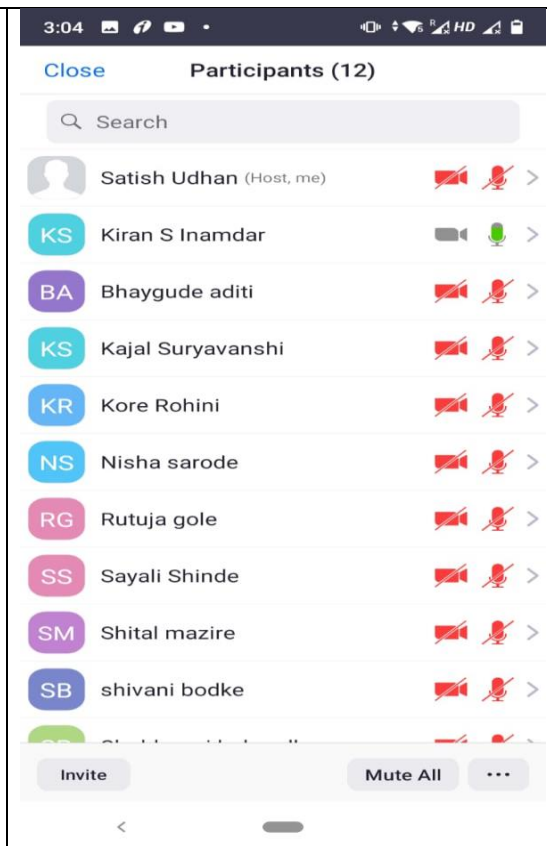 3:04 HD
Close Participants (12)
Search
Satish Udhan (Host, me)
KS Kiran S Inamdar
BA Bhaygude aditi
KS Kajal Suryavanshi
KR Kore Rohini
NS Nisha sarode
RG Rutuja gole
SS Sayali Shinde
SM Shital mazire
SB shivani bodke
Invite Mute All ...